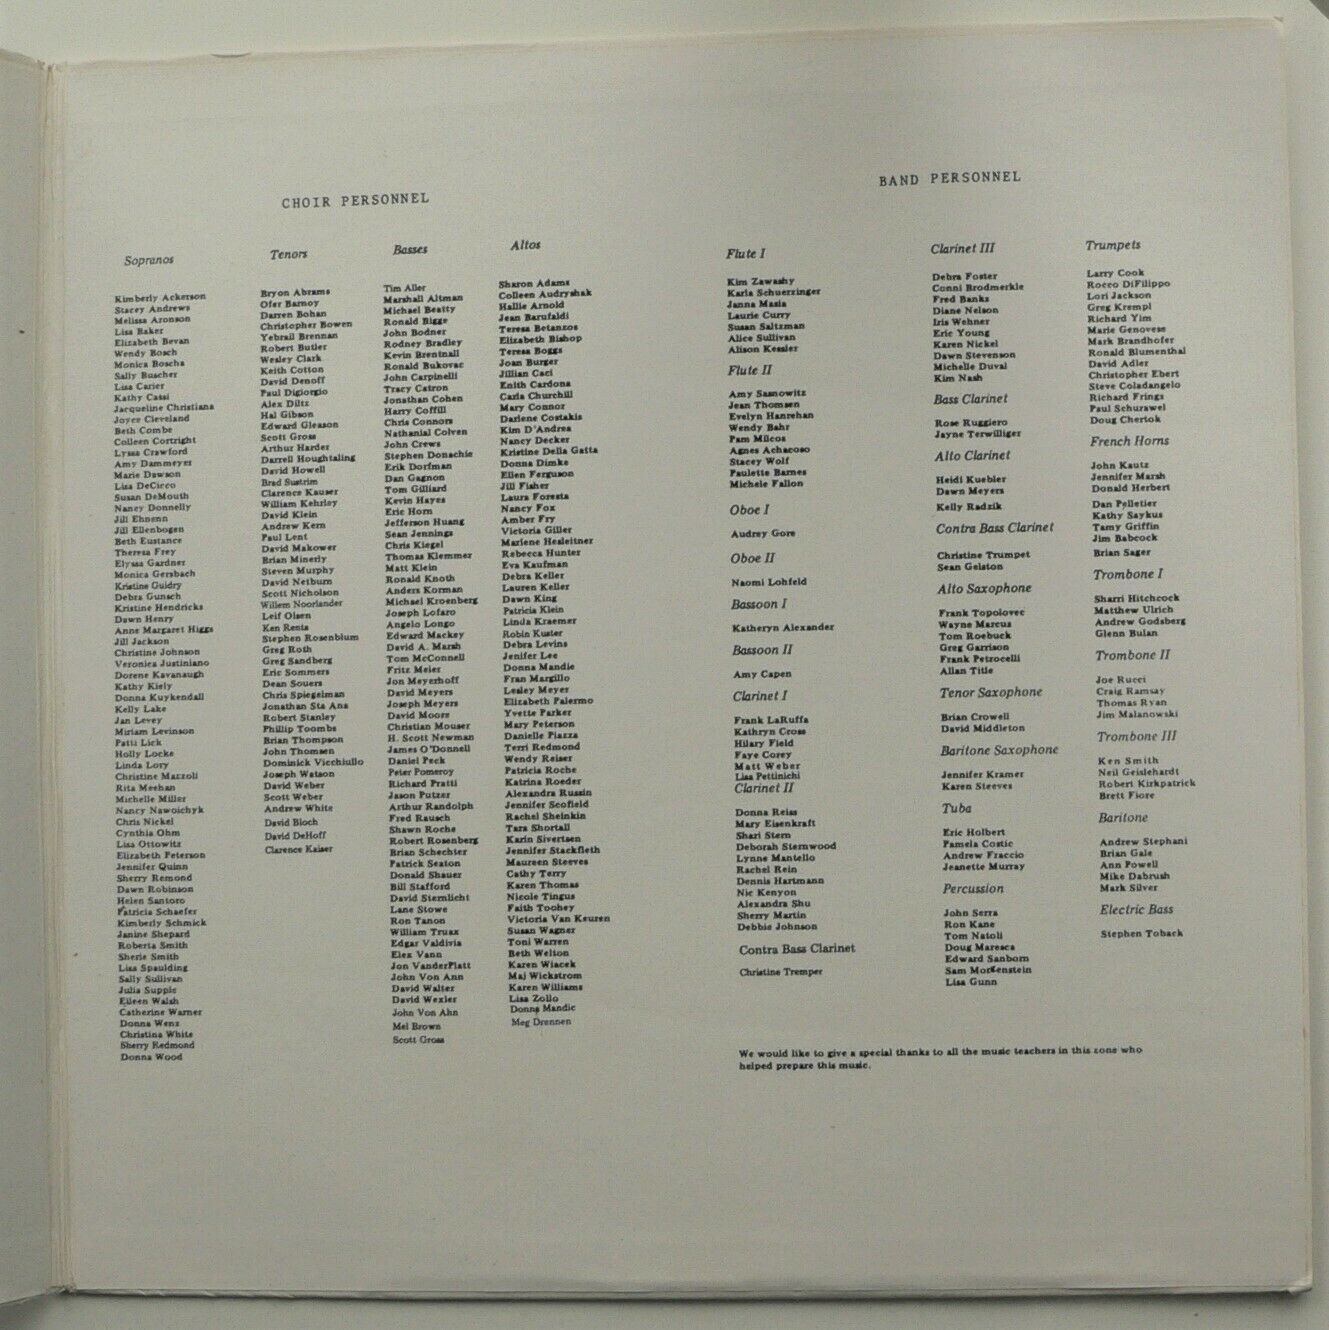 CHOIR PERSONNEL
Sopranos
Kimberly Ackerson
Stacey Andrews
Melissa Aronson
Lisa Baker
Elizabeth Bevan
Wendy Bosch
Monica Boscha
Sally Buscher
Lisa Carier
Kathy Cassi
Jacqueline Christiana
Joyce Cleveland
Beth Combe
Colleen Cortright
Lyssa Crawford
Amy Dammeyer
Marie Dawson
Lisa DeCicco
Susan DeMouth
Nancy Donnelly
Jill Ehnenn
Jill Ellenbogen
Beth Eustance
Theresa Frey
Elyssa Gardner
Monica Gersbach
Kristine Guidry
Debra Gunsch
Kristine Hendricks
Dawn Henry
Anne Margaret Higgs
Jill Jackson
Christine Johnson
Veronica Justiniano
Dorene Kavanaugh
Kathy Kiely
Donna Kuykendall
Kelly Lake
Jan Levey
Miriam Levinson
Patti Lick
Holly Locke
Linda Lory
Christine Mazzoli
Rita Meehan
Michelle Miller
Nancy Nawoichyk
Chris Nickel
Cynthia Ohm
Lisa Ottowitz
Elizabeth Peterson
Jennifer Quinn
Sherry Remond
Dawn Robinson
Helen Santoro
Patricia Schaefer
Kimberly Schmick
Janine Shepard
Roberta Smith
Sherie Smith
Lisa Spaulding
Sally Sullivan
Julia Supple
Eileen Walsh
Catherine Warner
Donna Wenz
Christina White
Sherry Redmond
Donna Wood
Tenors
Bryon Abrams
Ofer Barnoy
Darren Bohan
Christopher Bowen
Yebrail Brennan
Robert Butler
Wesley Clark
Keith Cotton
David Denoff
Paul Digiorgio
Alex Diltz
Hal Gibson
Edward Gleason
Scott Gross
Arthur Harder
Darrell Houghtaling
David Howell
Brad Sustrim
Clarence Kauser
William Kehrley
David Klein
Andrew Kern
Paul Lent
David Makower
Brian Minerly
Steven Murphy
David Netburn
Scott Nicholson
Willem Noorlander
Leif Olsen
Ken Renta
Stephen Rosenblum
Greg Roth
Greg Sandberg
Eric Sommers
Dean Souers
Chris Spiegelman
Jonathan Sta Ana
Robert Stanley
Phillip Toombs
Brian Thompson
John Thomsen
Dominick Vicchiullo
Joseph Watson
David Weber
Scott Weber
Andrew White
David Bloch
David DeHoff
Clarence Kaiser
Basses
Tim Aller
Marshall Altman
Michael Beatty
Ronald Biggs
John Bodner
Rodney Bradley
Kevin Brentnall
Ronald Bukovac
John Carpinelli
Tracy Catron
Jonathan Cohen
Harry Coffill
Chris Connors
Nathanial Colven
John Crews
Stephen Donachie
Erik Dorfman
Dan Gagnon
Tom Gilliard
Kevin Hayes
Eric Horn
Jefferson Huang
Sean Jennings
Chris Kiegel
Thomas Klemmer
Matt Klein
Ronald Knoth
Anders Korman
Michael Kroenberg
Joseph Lofaro
Angelo Longo
Edward Mackey
David A. Marsh
Tom McConnell
Fritz Meier
Jon Meyerhoff
David Meyers
Joseph Meyers
David Moore
Christian Mouser
H. Scott Newman
James O'Donnell
Daniel Peck
Peter Pomeroy
Richard Pratti
Jason Putzer
Arthur Randolph
Fred Rausch
Shawn Roche
Robert Rosenberg
Brian Schechter
Patrick Seaton
Donald Shauer
Bill Stafford
David Sternlicht
Lane Stowe
Ron Tanon
William Truax
Edgar Valdivia
Elex Vann
Jon VanderPlatt
John Von Ann
David Walter
David Wexler
John Von Ahn
Mel Brown
Scott Gross
Altos
Sharon Adams
Colleen Audryshak
Hallie Arnold
Jean Barufaldi
Teresa Betanzos
Elizabeth Bishop
Teresa Boggs
Joan Burger
Jillian Caci
Enith Cardona
Carla Churchill
Mary Connor
Darlene Costakis
Kim D'Andrea
Nancy Decker
Kristine Della Gatta
Donna Dimke
Ellen Ferguson
Jill Fisher
Laura Foresta
Nancy Fox
Amber Fry
Victoria Giller
Marlene Hesleitner
Rebecca Hunter
Eva Kaufman
Debra Keller
Lauren Keller
Dawn King
Patricia Klein
Linda Kraemer
Robin Kuster
Debra Levins
Jenifer Lee
Donna Mandie
Fran Margillo
Lesley Meyer
Elizabeth Palermo
Yvette Parker
Mary Peterson
Danielle Piazza
Terri Redmond
Wendy Reiser
Patricia Roche
Katrina Roeder
Alexandra Russin
Jennifer Scofield
Rachel Sheinkin
Tara Shortall
Karin Sivertsen
Jennifer Stackfleth
Maureen Steeves
Cathy Terry
Karen Thomas
Nicole Tingus
Faith Toohey
Victoria Van Keuren
Susan Wagner
Toni Warren
Beth Welton
Karen Wiacek
Maj Wickstrom
Karen Williams
Lisa Zollo
Donna Mandic
Meg Drennen
BAND PERSONNEL
Flute I
Kim Zawashy
Karla Schuerzinger
Janna Masia
Laurie Curry
Susan Saltzman
Alice Sullivan
Alison Kessler
Flute II
Amy Sasnowitz
Jean Thomsen
Evelyn Hanrehan
Wendy Bahr
Pam Milcos
Agnes Achacoso
Stacey Wolf
Paulette Barnes
Michele Fallon
Oboe I
Audrey Gore
Oboe II
Naomi Lohfeld
Bassoon I
Katheryn Alexander
Bassoon II
Amy Capen
Clarinet I
Frank LaRuffa
Kathryn Cross
Hilary Field
Faye Corey
Matt Weber
Lisa Pettinichi
Clarinet II
Donna Reiss
Mary Eisenkraft
Shari Stern
Deborah Sternwood
Lynne Mantello
Rachel Rein
Dennis Hartmann
Nic Kenyon
Alexandra Shu
Sherry Martin
Debbie Johnson
Contra Bass Clarinet
Christine Tremper
Clarinet III
Debra Foster
Conni Brodmerkle
Fred Banks
Diane Nelson
Iris Wehner
Eric Young
Karen Nickel
Dawn Stevenson
Michelle Duval
Kim Nash
Bass Clarinet
Rose Ruggiero
Jayne Terwilliger
Alto Clarinet
Heidi Kuebler
Dawn Meyers
Kelly Radzik
Contra Bass Clarinet
Christine Trumpet
Sean Geiston
Alto Saxophone
Frank Topolovec
Wayne Marcus
Tom Roebuck
Greg Garrison
Frank Petrocelli
Allan Title
Tenor Saxophone
Brian Crowell
David Middleton
Baritone Saxophone
Jennifer Kramer
Karen Steeves
Tuba
Eric Holbert
Pamela Costic
Andrew Fraccio
Jeanette Murray
Percussion
John Serra
Ron Kane
Tom Natoli
Doug Maresca
Edward Sanborn
Sam Morgenstein
Lisa Gunn
Trumpets
Larry Cook
Rocco DiFilippo
Lori Jackson
Greg Krempl
Richard Yim
Marie Genovese
Mark Brandhofer
Ronald Blumenthal
David Adler
Christopher Ebert
Steve Coladangelo
Richard Frings
Paul Schurawel
Doug Chertok
French Horns
John Kautz
Jennifer Marsh
Donald Herbert
Dan Pelletier
Kathy Saykus
Tamy Griffin
Jim Babcock
Brian Sager
Trombone I
Sharri Hitchcock
Matthew Ulrich
Andrew Godsberg
Glenn Bulan
Trombone II
Joe Rucci
Craig Ramsay
Thomas Ryan
Jim Malanowski
Trombone III
Ken Smith
Neil Geislehardt
Robert Kirkpatrick
Brett Fiore
Baritone
Andrew Stephani
Brian Gale
Ann Powell
Mike Dabrush
Mark Silver
Electric Bass
Stephen Toback
We would like to give a special thanks to all the music teachers in this zone who
helped prepare this music.